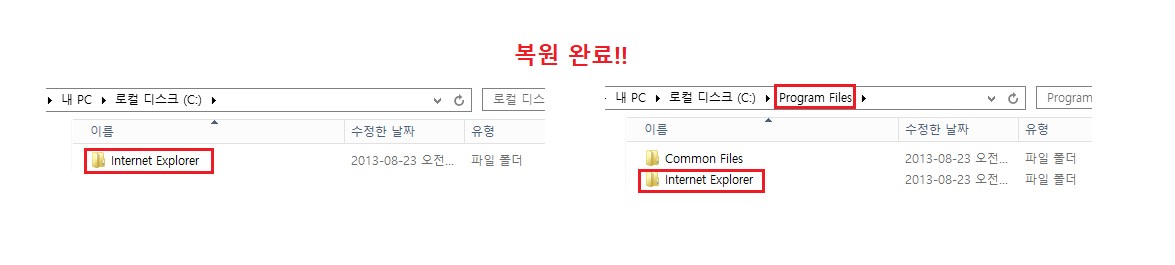 복원 완료!!
내 PC 로컬 디스크 (C:)
로컬 디스
이름 수정한 날짜 유형
Internet Explorer 2013-08-23 오전... 파일 폴더
내 PC 로컬 디스크 (C:) Program Files
Program
이름 수정한 날짜 유형
Common Files 2013-08-23 오전... 파일 폴더
Internet Explorer 2013-08-23 오전... 파일 폴더